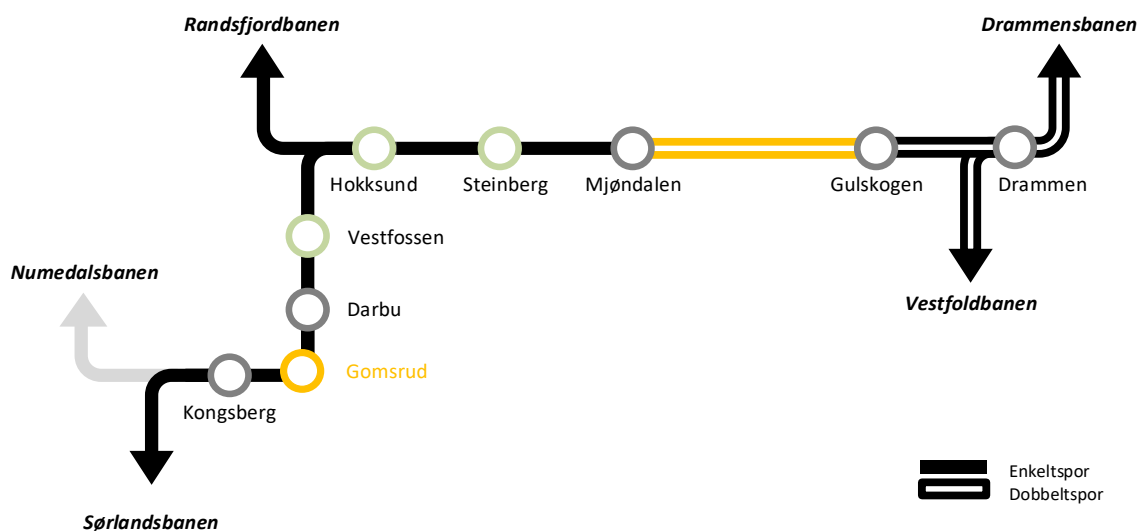 Randsfjordbanen
Drammensbanen
Hokksund
Steinberg
Mjøndalen
Gulskogen
Drammen
Vestfossen
Numedalsbanen
Vestfoldbanen
Darbu
Gomsrud
Kongsberg
Enkeltspor
Dobbeltspor
Sørlandsbanen